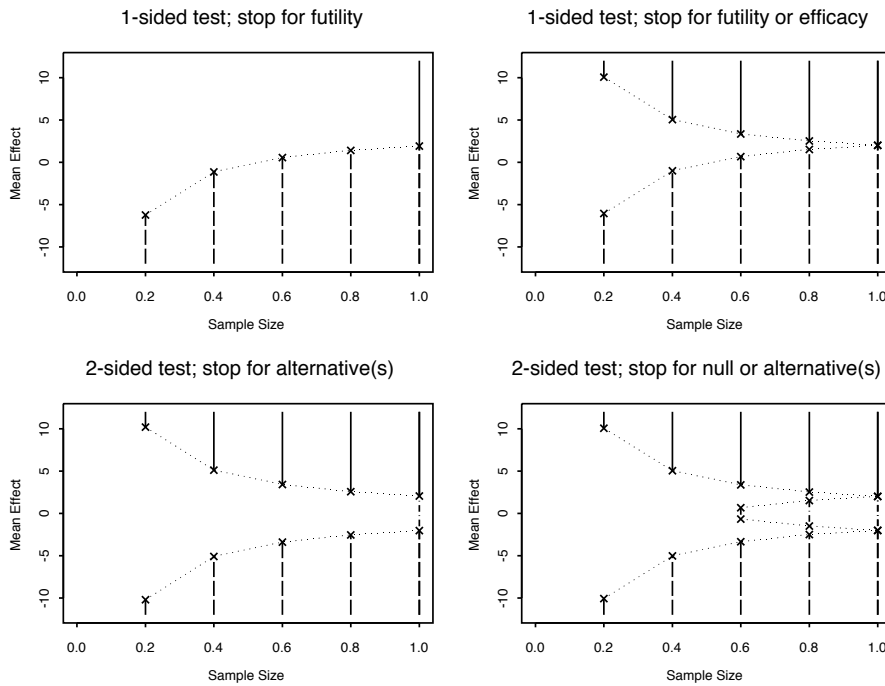 1-sided test; stop for futility
10
5
0
-5
-10
Mean Effect
0.0 0.2 0.4 0.6 0.8 1.0
Sample Size
1-sided test; stop for futility or efficacy
10
5
0
-5
-10
Mean Effect
0.0 0.2 0.4 0.6 0.8 1.0
Sample Size
2-sided test; stop for alternative(s)
10
5
0
-5
-10
Mean Effect
0.0 0.2 0.4 0.6 0.8 1.0
Sample Size
2-sided test; stop for null or alternative(s)
10
5
0
-5
-10
Mean Effect
0.0 0.2 0.4 0.6 0.8 1.0
Sample Size